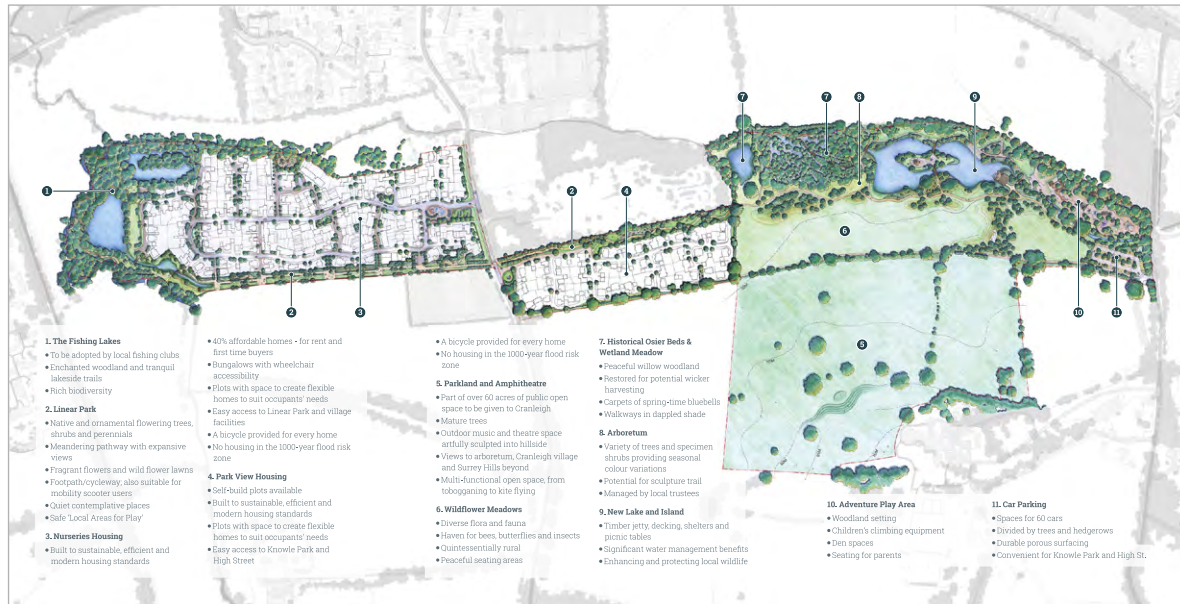 7
7
8
9
1
2
4
6
10
11
2
3
5
1. The Fishing Lakes
• To be adopted by local fishing clubs
• Enchanted woodland and tranquil
lakeside trails
• Rich biodiversity
2. Linear Park
• Native and ornamental flowering trees,
shrubs and perennials
• Meandering pathway with expansive
views
• Fragrant flowers and wild flower lawns
• Footpath/cycleway, also suitable for
mobility scooter users
• Quiet contemplative places
• Safe 'Local Areas for Play'
3. Nurseries Housing
• Built to sustainable, efficient and
modern housing standards
• 40% affordable homes - for rent and
first time buyers
• Bungalows with wheelchair
accessibility
• Plots with space to create flexible
homes to suit occupants' needs
• Easy access to Linear Park and village
facilities
• A bicycle provided for every home
• No housing in the 1000-year flood risk
zone
4. Park View Housing
• Self-build plots available
• Built to sustainable, efficient and
modern housing standards
• Plots with space to create flexible
homes to suit occupants' needs
• Easy access to Knowle Park and
High Street
• A bicycle provided for every home
• No housing in the 1000-year flood risk
zone
5. Parkland and Amphitheatre
• Part of over 60 acres of public open
space to be given to Cranleigh
• Mature trees
• Outdoor music and theatre space
artfully sculpted into hillside
• Views to arboretum, Cranleigh village
and Surrey Hills beyond
• Multi-functional open space, from
tobogganing to kite flying
6. Wildflower Meadows
• Diverse flora and fauna
• Haven for bees, butterflies and insects
• Quintessentially rural
• Peaceful seating areas
7. Historical Osier Beds &
Wetland Meadow
• Peaceful willow woodland
• Restored for potential wicker
harvesting
• Carpets of spring-time bluebells
• Walkways in dappled shade
8. Arboretum
• Variety of trees and specimen
shrubs providing seasonal
colour variations
• Potential for sculpture trail
• Managed by local trustees
9. New Lake and Island
• Timber jetty, decking, shelters and
picnic tables
• Significant water management benefits
• Enhancing and protecting local wildlife
10. Adventure Play Area
• Woodland setting
• Children's climbing equipment
• Den spaces
• Seating for parents
11. Car Parking
• Spaces for 60 cars
• Divided by trees and hedgerows
• Durable porous surfacing
• Convenient for Knowle Park and High St.